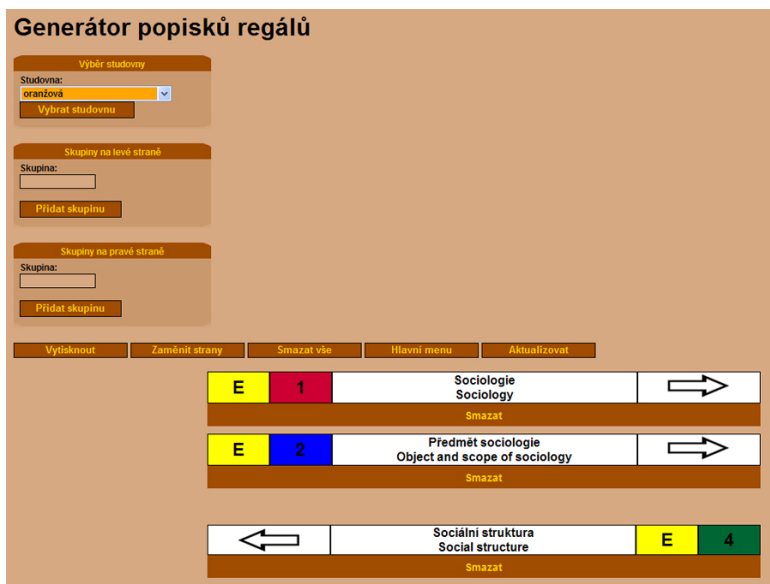 Generátor popisků regálů
Výběr studovny
Studovna:
oranžová
Vybrat studovnu
Skupiny na levé straně
Skupina:
Přidat skupinu
Skupiny na pravé straně
Skupina:
Přidat skupinu
Vytisknout Zaměnit strany Smazat vše Hlavní menu Aktualizovat
E 1 Sociologie
Sociology
Smazat
E 2 Předmět sociologie
Object and scope of sociology
Smazat
Sociální struktura
Social structure E 4
Smazat